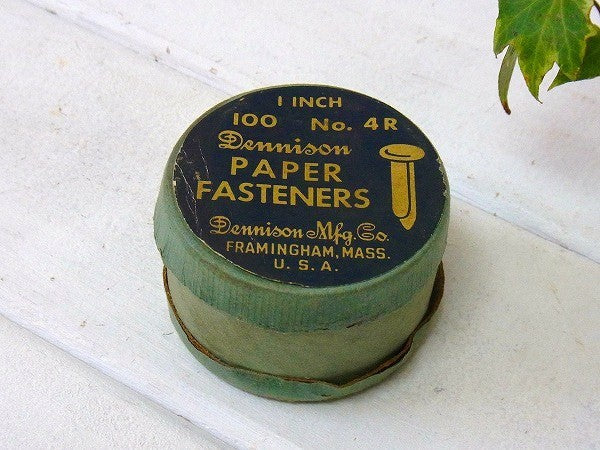 1 INCH
100 No. 4R
Dennison
PAPER
FASTENERS
Dennison Mfg. Co.
FRAMINGHAM, MASS.
U. S. A.